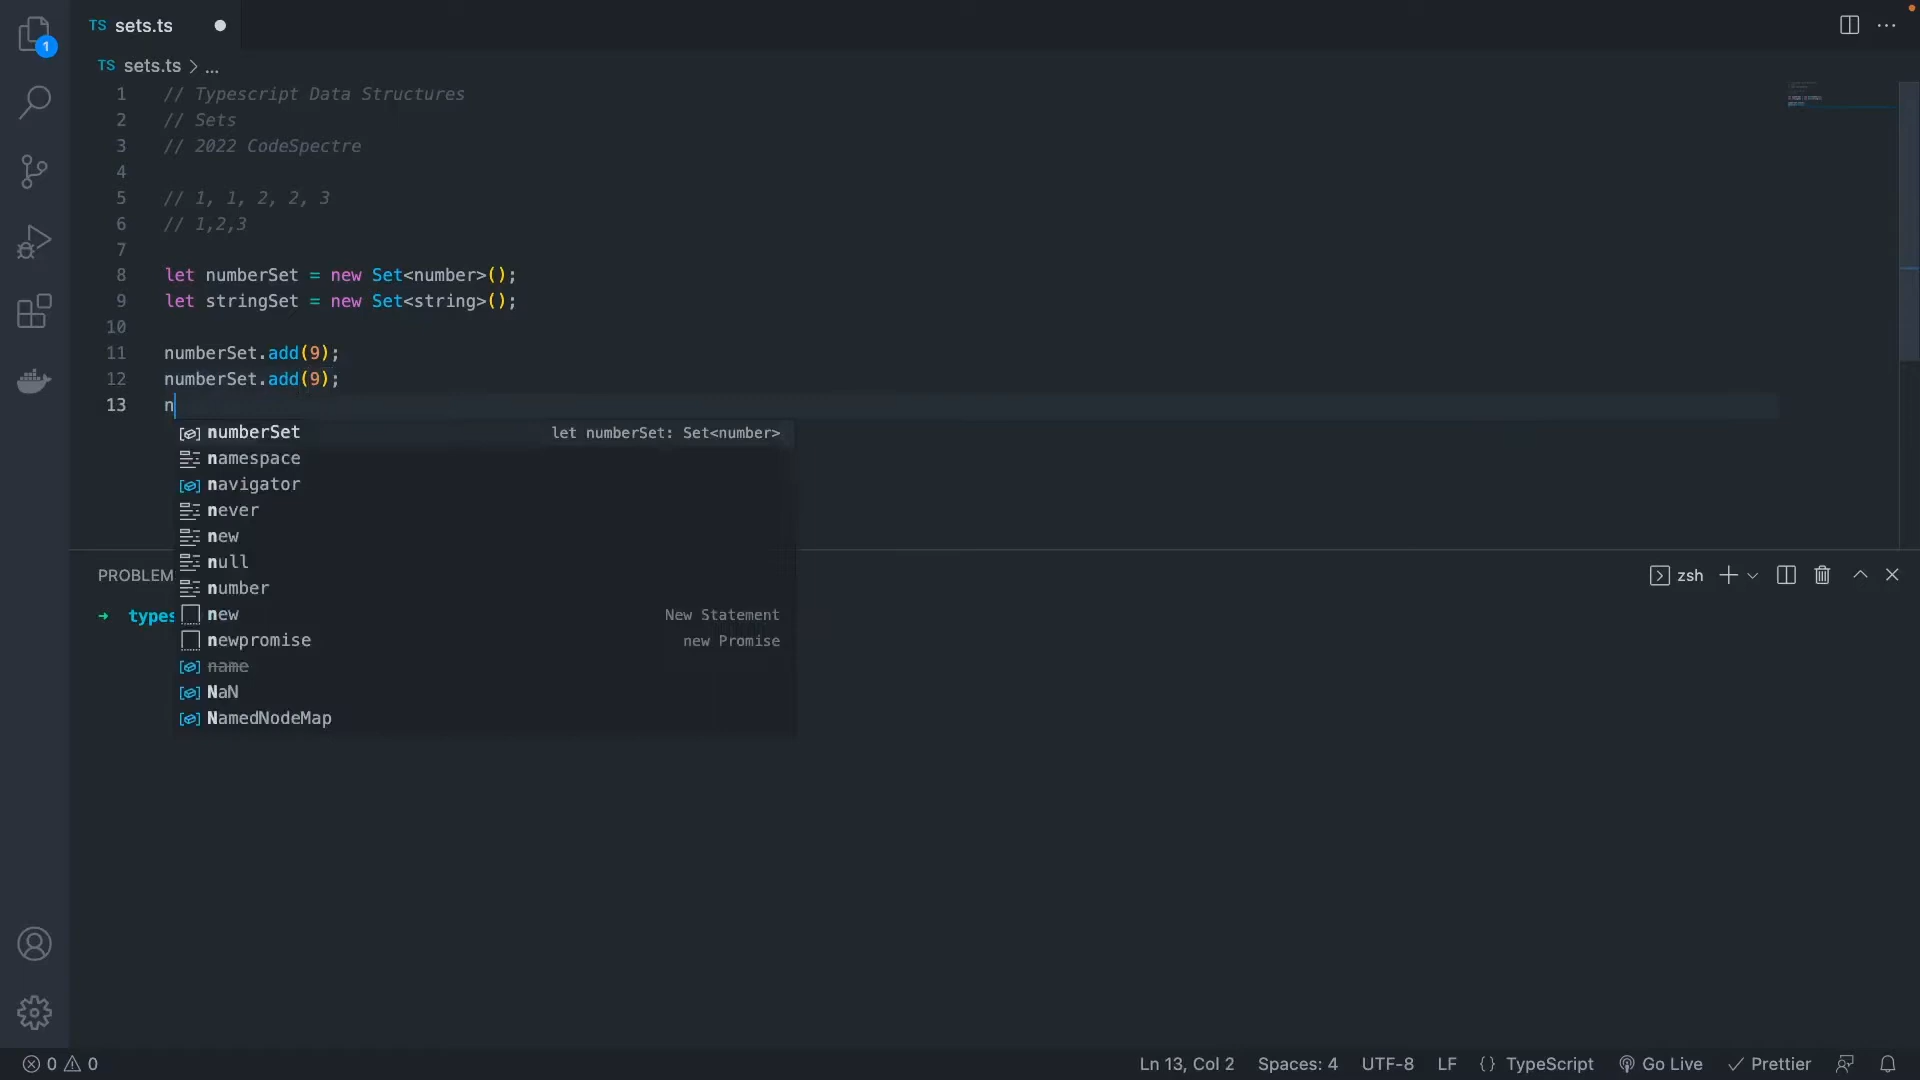 TS sets.ts
1
TS sets.ts > ...
1 // Typescript Data Structures
2 // Sets
3 // 2022 CodeSpectre
4
5 // 1, 1, 2, 2, 3
6 // 1,2,3
7
8 let numberSet = new Set<number>();
9 let stringSet = new Set<string>();
10
11 numberSet.add(9);
12 numberSet.add(9);
13 n
numberSet let numberSet: Set<number>
namespace
navigator
never
new
null
number
new New Statement
newpromise new Promise
name
NaN
NamedNodeMap
PROBLEM
zsh
types
0 0 Ln 13, Col 2 Spaces: 4 UTF-8 LF {} TypeScript Go Live Prettier